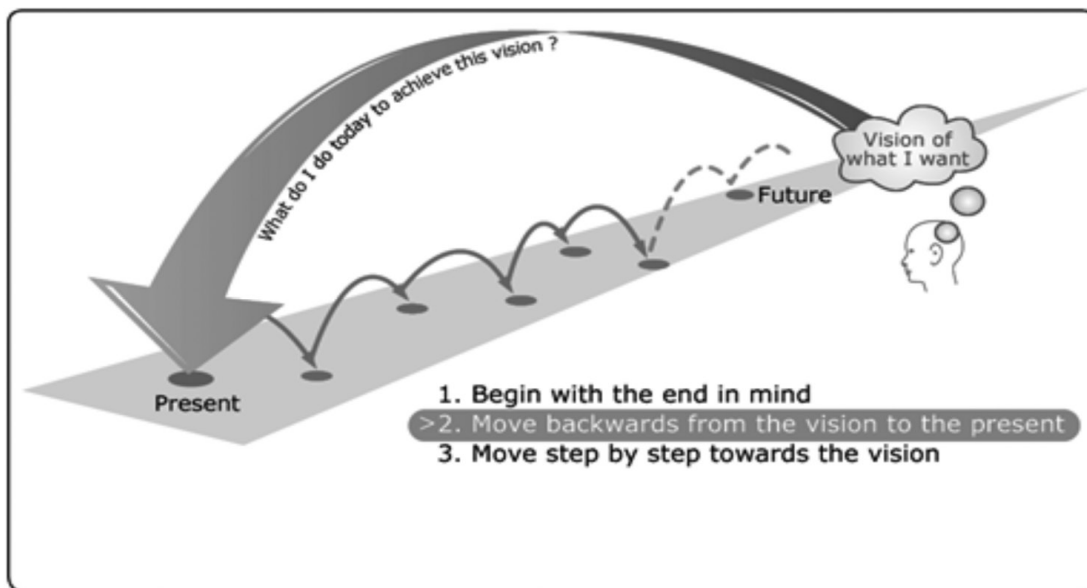 What do I do today to achieve this vision ?
Vision of
what I want
Future
Present
1. Begin with the end in mind
>2. Move backwards from the vision to the present
3. Move step by step towards the vision